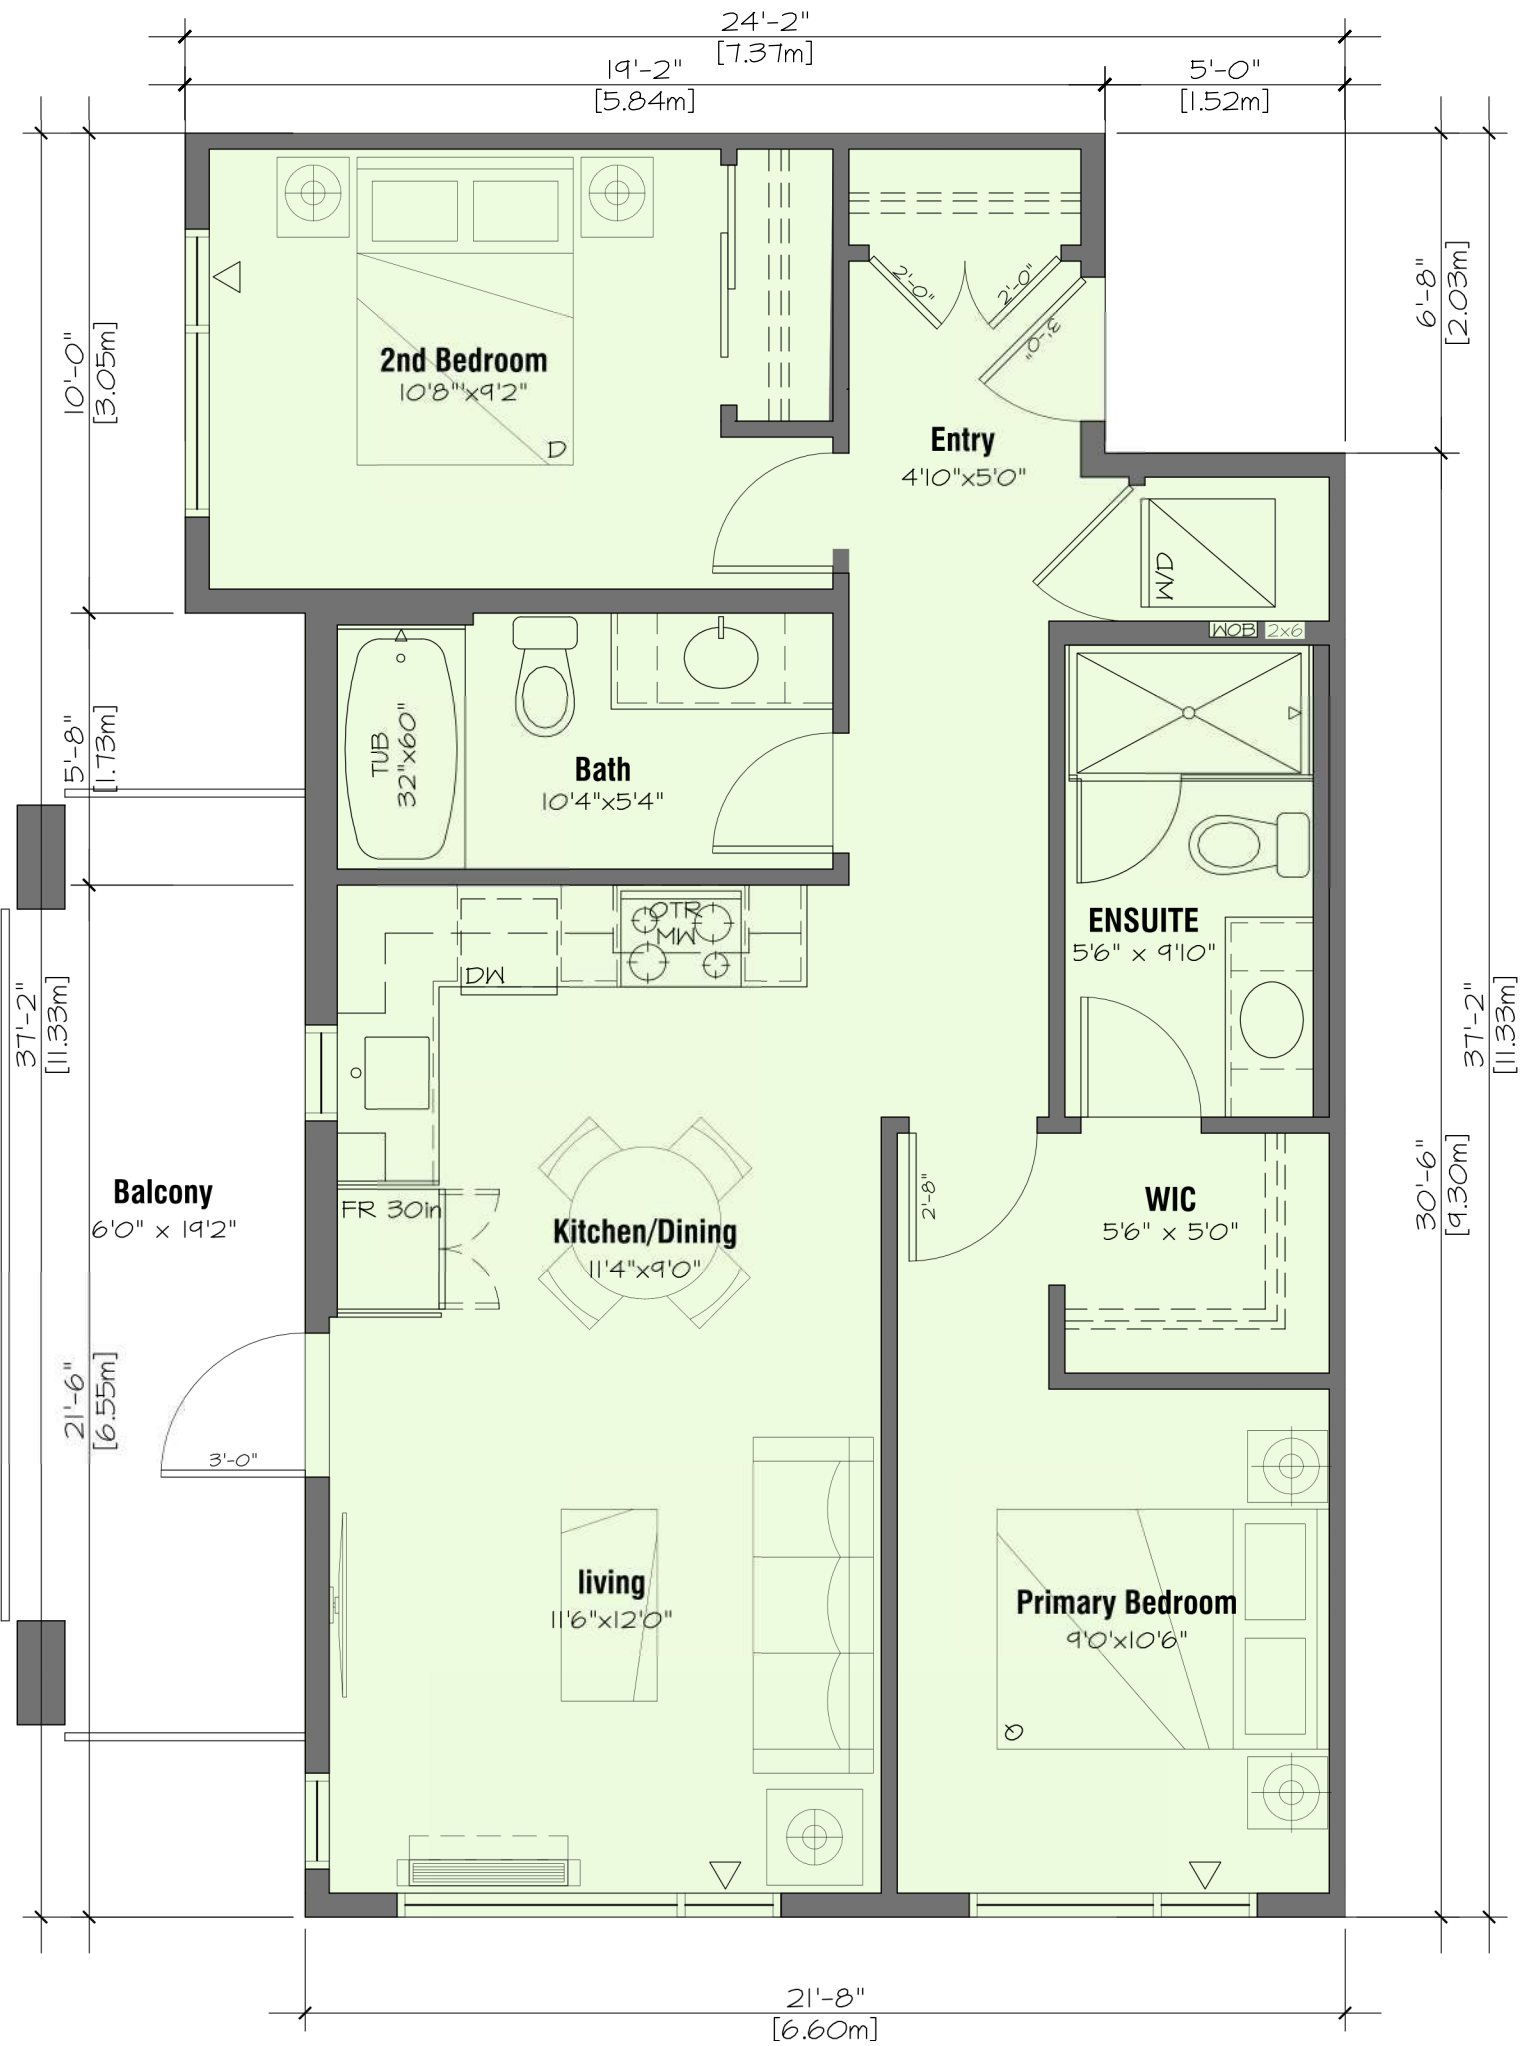 24'-2"
[7.37m]
19'-2"
[5.84m]
5'-0"
[1.52m]
10'-0"
[3.05m]
6'-8"
[2.03m]
2'-0"
2'-0"
3'-0"
2nd Bedroom
10'8"'x9'2"
D
Entry
4'10"x5'0"
W/D
WOB
2x6
5'-8"
[1.73m]
TUB
32"x60"
Bath
10'4"x5'4"
OTR
MW
DW
ENSUITE
5'6" x 9'10"
37'-2"
[11.33m]
37'-2"
[11.33m]
Balcony
6'0" x 19'2"
FR 30in
Kitchen/Dining
11'4"x9'0"
2'-8"
WIC
5'6" x 5'0"
30'-6"
[9.30m]
21'-6"
[6.55m]
3'-0"
living
11'6"x12'0"
Primary Bedroom
9'0'x10'6"
Q
21'-8"
[6.60m]